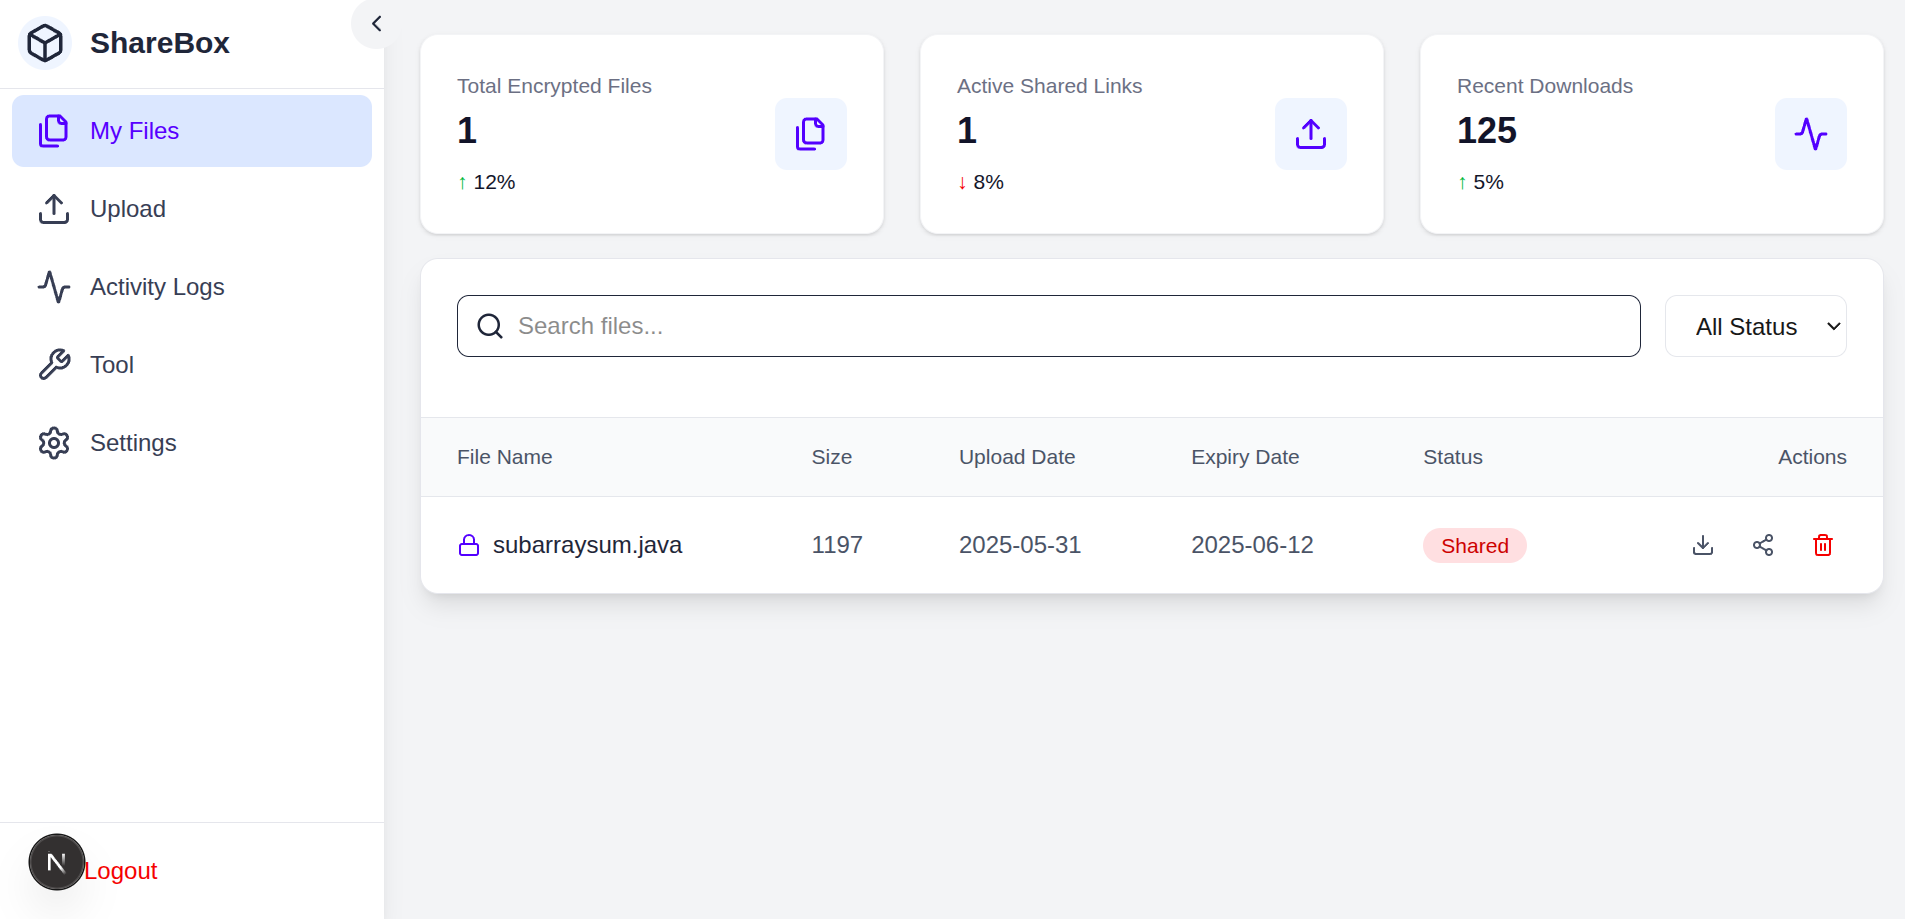 ShareBox
My Files
Upload
Activity Logs
Tool
Settings
N
Logout
Total Encrypted Files
1
↑ 12%
Active Shared Links
1
↓ 8%
Recent Downloads
125
↑ 5%
Search files...
All Status
File Name Size Upload Date Expiry Date Status Actions
subarraysum.java 1197 2025-05-31 2025-06-12 Shared